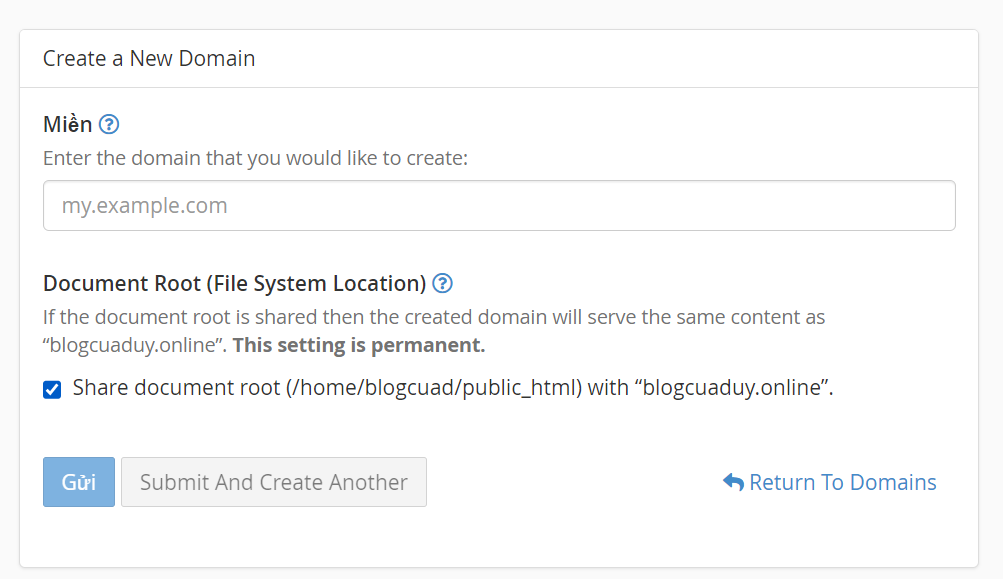 Create a New Domain
Miền
Enter the domain that you would like to create:
my.example.com
Document Root (File System Location)
If the document root is shared then the created domain will serve the same content as
“blogcuaduy.online”. This setting is permanent.
Share document root (/home/blogcuad/public_html) with “blogcuaduy.online”.
Gửi
Submit And Create Another
Return To Domains